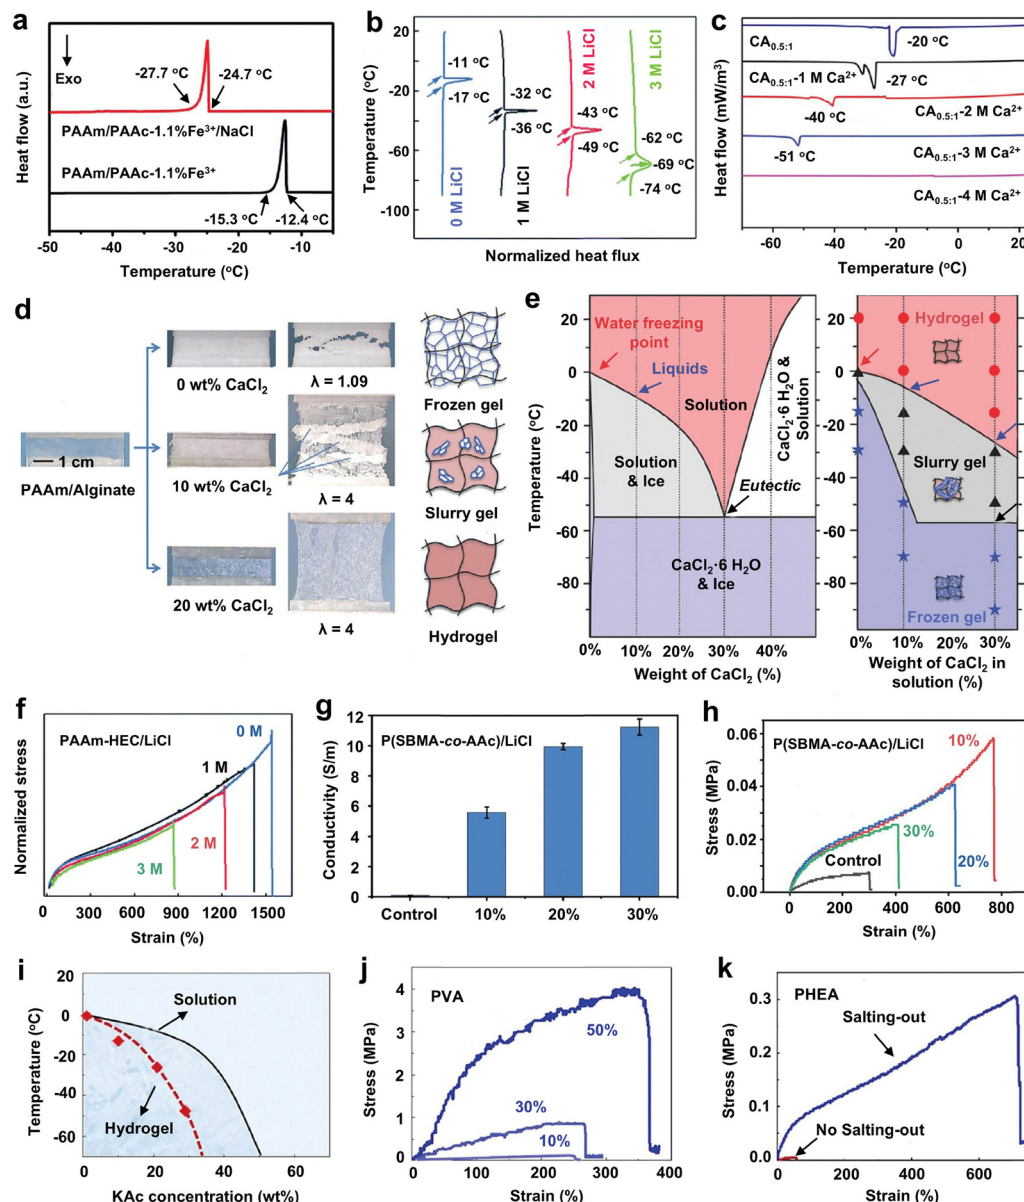 a
Heat flow (a.u.)
Exo
-27.7 °C
-24.7 °C
PAAm/PAAc-1.1%Fe³⁺/NaCl
PAAm/PAAc-1.1%Fe³⁺
-15.3 °C
-12.4 °C
-50 -40 -30 -20 -10
Temperature (°C)
b
Temperature (°C)
20
-20
-60
-100
-11 °C
-17 °C
0 M LiCl
-32 °C
-36 °C
1 M LiCl
2 M LiCl
-43 °C
-49 °C
3 M LiCl
-62 °C
-69 °C
-74 °C
Normalized heat flux
c
Heat flow (mW/m³)
CA0.5:1
-20 °C
CA0.5:1-1 M Ca²⁺
-27 °C
-40 °C
CA0.5:1-2 M Ca²⁺
-51 °C
CA0.5:1-3 M Ca²⁺
CA0.5:1-4 M Ca²⁺
-60 -40 -20 0 20
Temperature (°C)
d
1 cm
PAAm/Alginate
0 wt% CaCl₂
λ = 1.09
Frozen gel
10 wt% CaCl₂
λ = 4
Slurry gel
20 wt% CaCl₂
λ = 4
Hydrogel
e
Temperature (°C)
20
0
-20
-40
-60
-80
Water freezing
point
Liquids
Solution
Solution
& Ice
CaCl₂·6 H₂O &
Solution
Eutectic
CaCl₂·6 H₂O
& Ice
0% 10% 20% 30% 40%
Weight of CaCl₂ (%)
20
0
-20
-40
-60
-80
Hydrogel
Slurry gel
Frozen gel
0% 10% 20% 30%
Weight of CaCl₂ in
solution (%)
f
Normalized stress
PAAm-HEC/LiCl
0 M
1 M
2 M
3 M
0 300 600 900 1200 1500
Strain (%)
g
Conductivity (S/m)
12
10
8
6
4
2
0
P(SBMA-co-AAc)/LiCl
Control 10% 20% 30%
h
Stress (MPa)
0.06
0.04
0.02
0.00
P(SBMA-co-AAc)/LiCl
10%
30%
Control
20%
0 200 400 600 800
Strain (%)
i
Temperature (°C)
20
0
-20
-40
-60
Solution
Hydrogel
0 20 40 60
KAc concentration (wt%)
j
Stress (MPa)
4
3
2
1
0
PVA
50%
30%
10%
0 100 200 300 400
Strain (%)
k
Stress (MPa)
0.3
0.2
0.1
0.0
PHEA
Salting-out
No Salting-out
0 200 400 600
Strain (%)